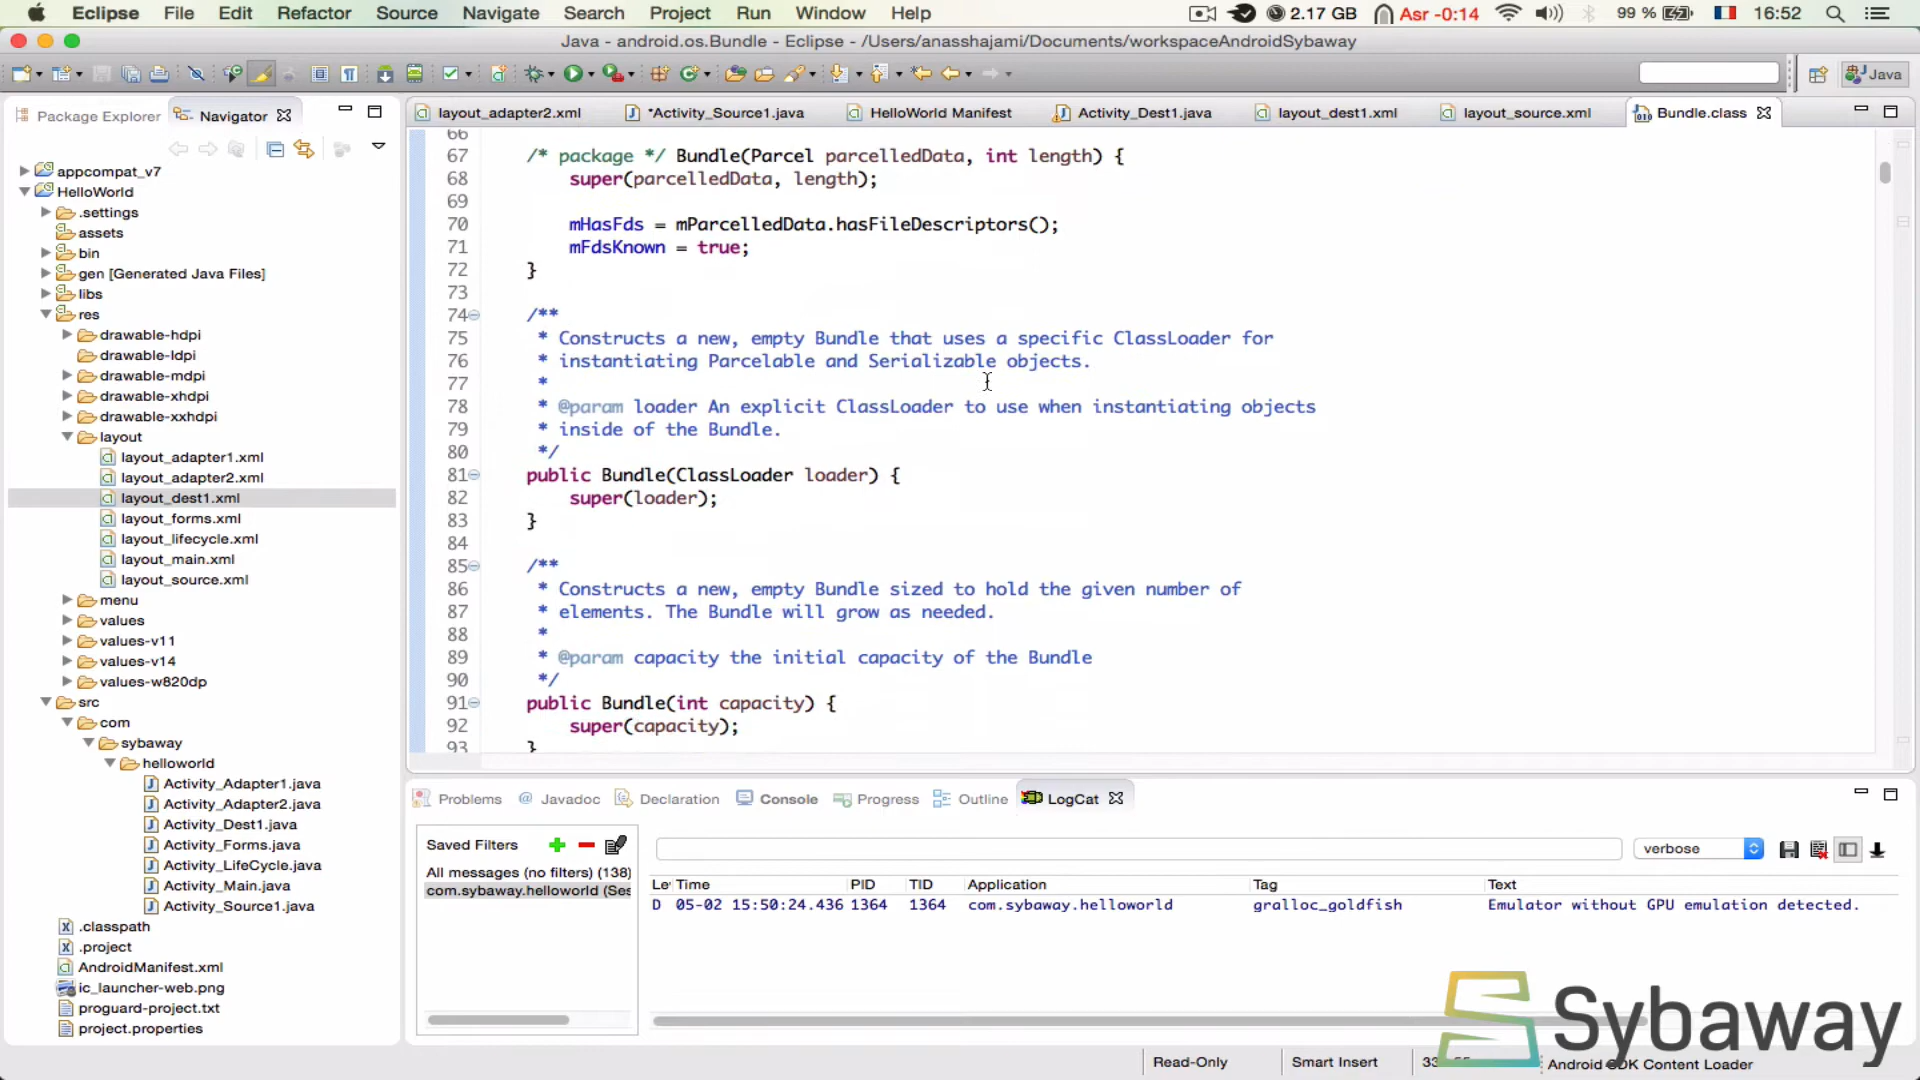 Eclipse File Edit Refactor Source Navigate Search Project Run Window Help 2.17 GB Asr -0:14 99 % 16:52
Java - android.os.Bundle - Eclipse - /Users/anasshajami/Documents/workspaceAndroidSybaway
Java
Package Explorer Navigator
layout_adapter2.xml *Activity_Source1.java HelloWorld Manifest Activity_Dest1.java layout_dest1.xml layout_source.xml Bundle.class
appcompat_v7
HelloWorld
.settings
assets
bin
gen [Generated Java Files]
libs
res
drawable-hdpi
drawable-ldpi
drawable-mdpi
drawable-xhdpi
drawable-xxhdpi
layout
layout_adapter1.xml
layout_adapter2.xml
layout_dest1.xml
layout_forms.xml
layout_lifecycle.xml
layout_main.xml
layout_source.xml
menu
values
values-v11
values-v14
values-w820dp
src
com
sybaway
helloworld
Activity_Adapter1.java
Activity_Adapter2.java
Activity_Dest1.java
Activity_Forms.java
Activity_LifeCycle.java
Activity_Main.java
Activity_Source1.java
.classpath
.project
AndroidManifest.xml
ic_launcher-web.png
proguard-project.txt
project.properties
66
67 /* package */ Bundle(Parcel parcelledData, int length) {
68 super(parcelledData, length);
69
70 mHasFds = mParcelledData.hasFileDescriptors();
71 mFdsKnown = true;
72 }
73
74 /**
75 * Constructs a new, empty Bundle that uses a specific ClassLoader for
76 * instantiating Parcelable and Serializable objects.
77 *
78 * @param loader An explicit ClassLoader to use when instantiating objects
79 * inside of the Bundle.
80 */
81 public Bundle(ClassLoader loader) {
82 super(loader);
83 }
84
85 /**
86 * Constructs a new, empty Bundle sized to hold the given number of
87 * elements. The Bundle will grow as needed.
88 *
89 * @param capacity the initial capacity of the Bundle
90 */
91 public Bundle(int capacity) {
92 super(capacity);
93 }
Problems @ Javadoc Declaration Console Progress Outline LogCat
Saved Filters
All messages (no filters) (138)
com.sybaway.helloworld (Ses
verbose
Le Time PID TID Application Tag Text
D 05-02 15:50:24.436 1364 1364 com.sybaway.helloworld gralloc_goldfish Emulator without GPU emulation detected.
Sybaway
Read-Only Smart Insert Android SDK Content Loader